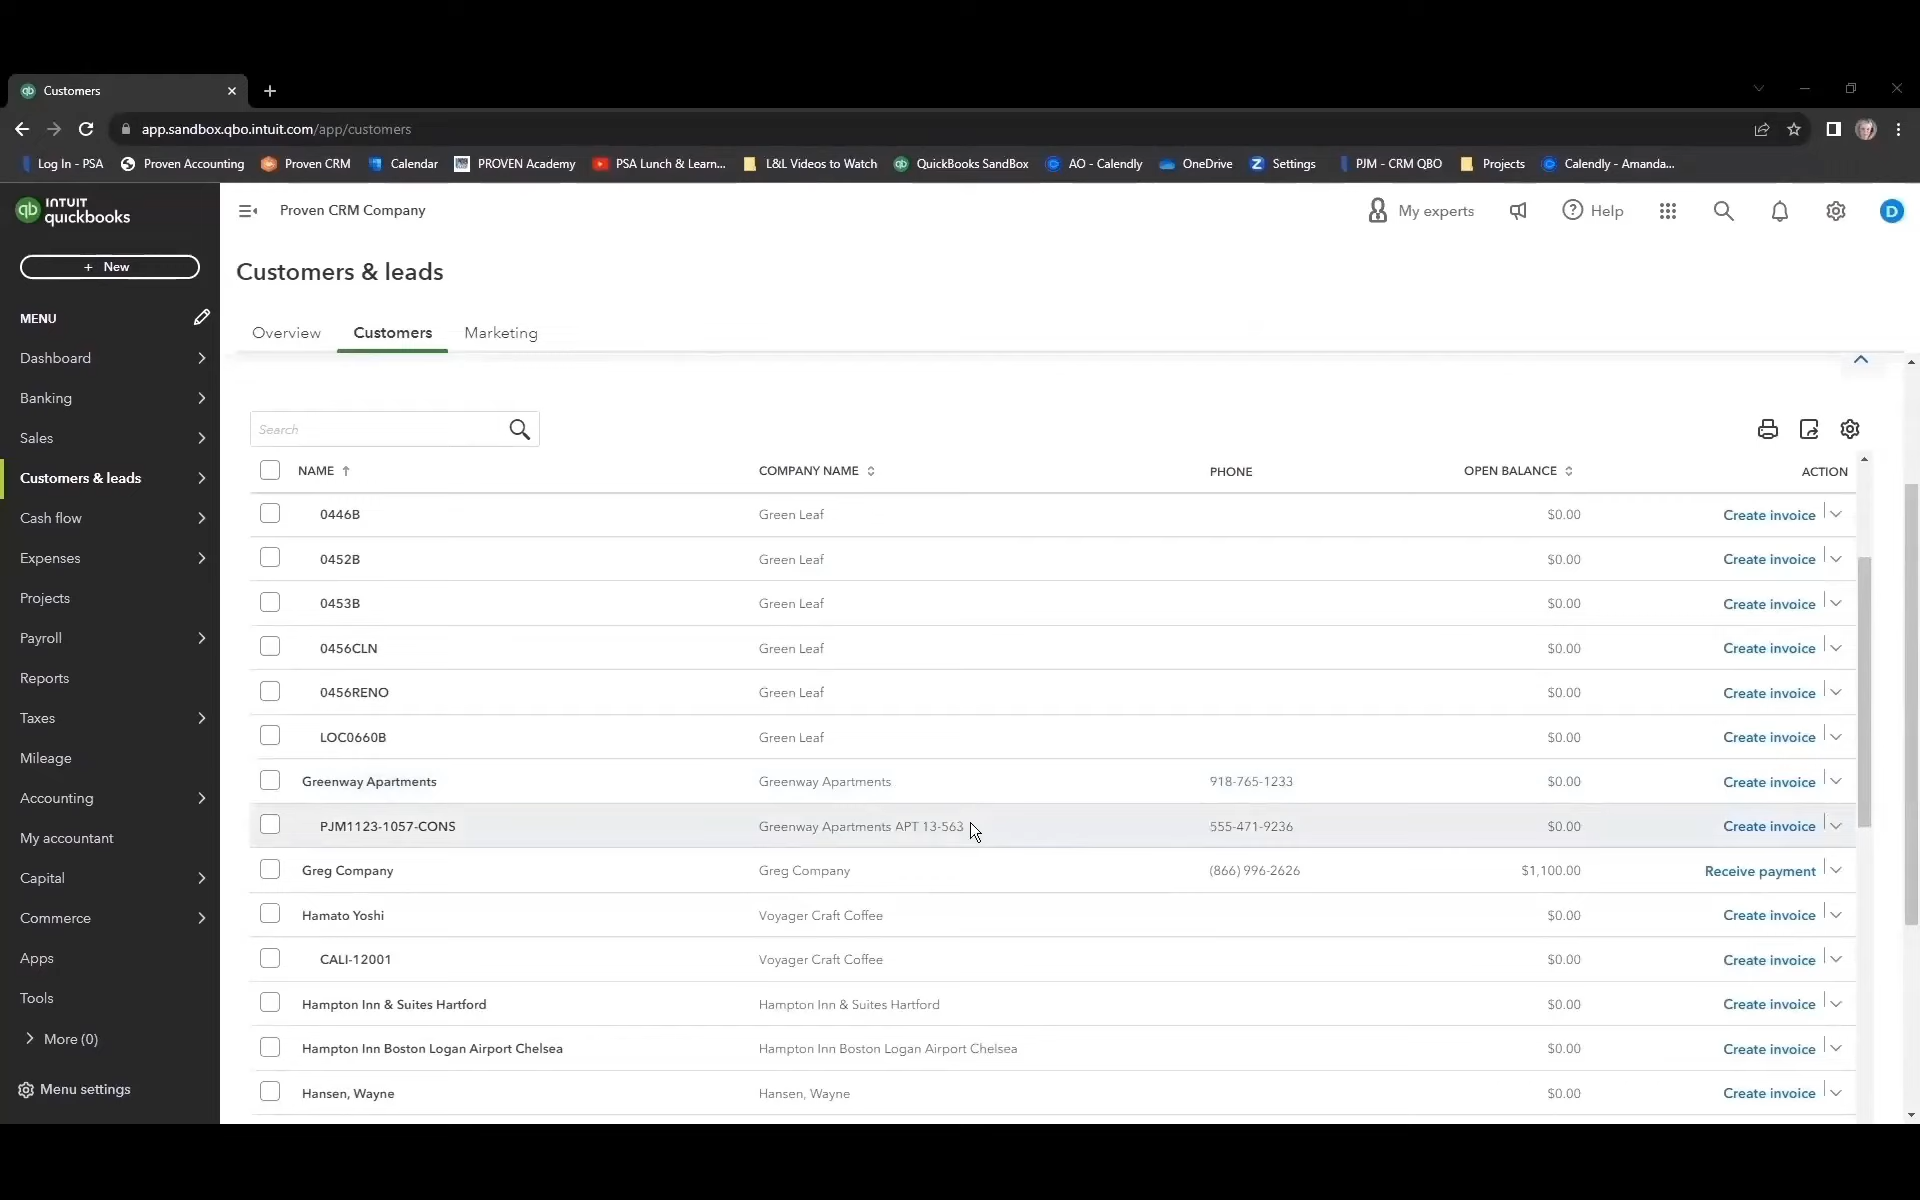 Customers
app.sandbox.qbo.intuit.com/app/customers
Log In - PSA Proven Accounting Proven CRM Calendar PROVEN Academy PSA Lunch & Learn... L&L Videos to Watch QuickBooks SandBox AO - Calendly OneDrive Settings PJM - CRM QBO Projects Calendly - Amanda...
qb INTUIT quickbooks
Proven CRM Company
My experts
Help
D
+ New
MENU
Dashboard
Banking
Sales
Customers & leads
Cash flow
Expenses
Projects
Payroll
Reports
Taxes
Mileage
Accounting
My accountant
Capital
Commerce
Apps
Tools
More (0)
Menu settings
Customers & leads
Overview Customers Marketing
Search
NAME COMPANY NAME PHONE OPEN BALANCE ACTION
0446B Green Leaf $0.00 Create invoice
0452B Green Leaf $0.00 Create invoice
0453B Green Leaf $0.00 Create invoice
0456CLN Green Leaf $0.00 Create invoice
0456RENO Green Leaf $0.00 Create invoice
LOC0660B Green Leaf $0.00 Create invoice
Greenway Apartments Greenway Apartments 918-765-1233 $0.00 Create invoice
PJM1123-1057-CONS Greenway Apartments APT 13-563 555-471-9236 $0.00 Create invoice
Greg Company Greg Company (866) 996-2626 $1,100.00 Receive payment
Hamato Yoshi Voyager Craft Coffee $0.00 Create invoice
CALI-12001 Voyager Craft Coffee $0.00 Create invoice
Hampton Inn & Suites Hartford Hampton Inn & Suites Hartford $0.00 Create invoice
Hampton Inn Boston Logan Airport Chelsea Hampton Inn Boston Logan Airport Chelsea $0.00 Create invoice
Hansen, Wayne Hansen, Wayne $0.00 Create invoice